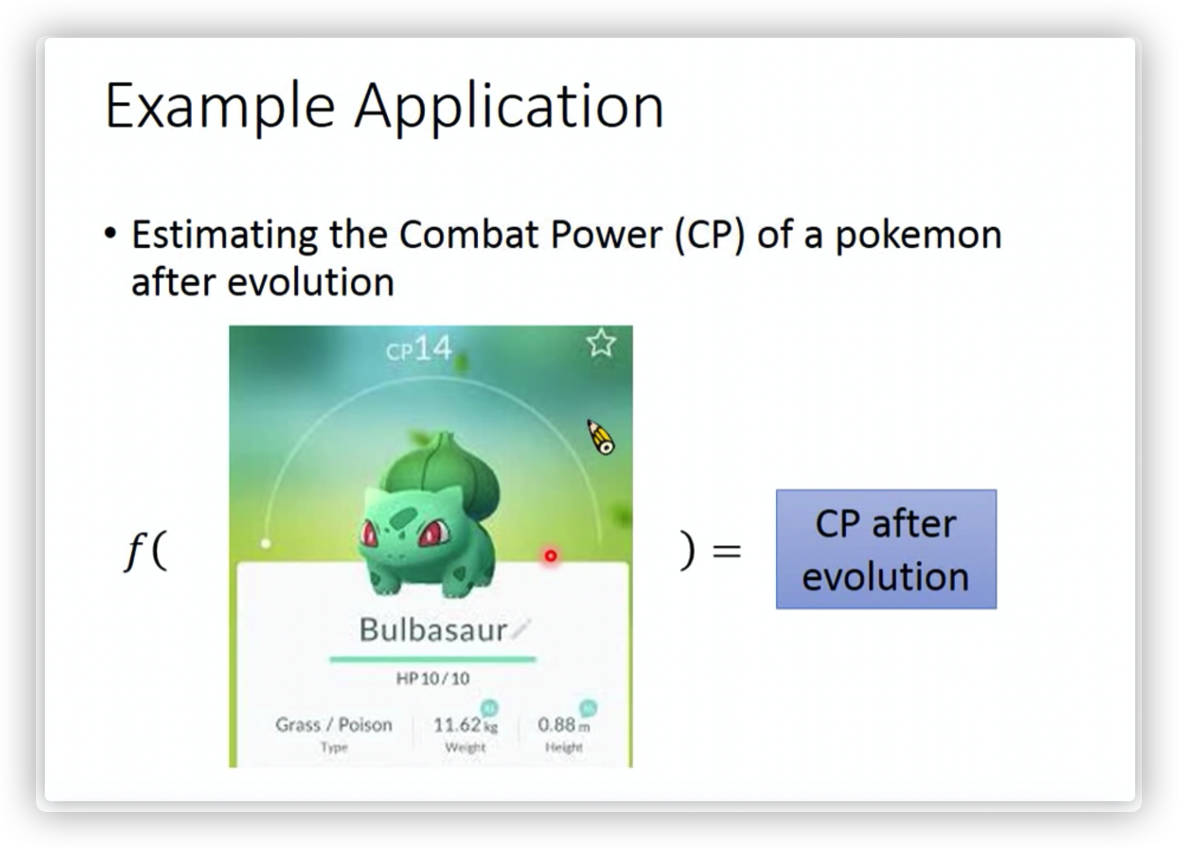 Example Application
• Estimating the Combat Power (CP) of a pokemon
after evolution
CP14
f(
) =
CP after
evolution
Bulbasaur
HP 10 / 10
Grass / Poison
11.62 kg
0.88 m
Type
Weight
Height